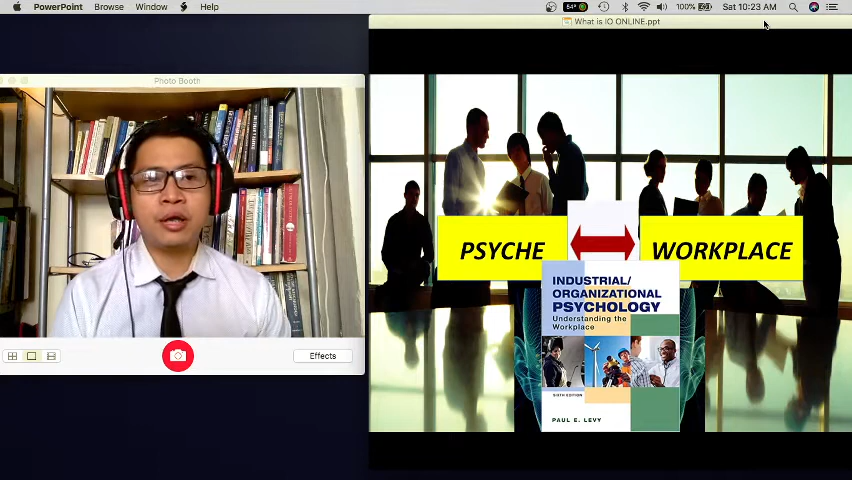 PowerPoint Browse Window Help
54° 100% Sat 10:23 AM
What is IO ONLINE.ppt
Photo Booth
Effects
PSYCHE
WORKPLACE
INDUSTRIAL/
ORGANIZATIONAL
PSYCHOLOGY
Understanding the
Workplace
SIXTH EDITION
PAUL E. LEVY